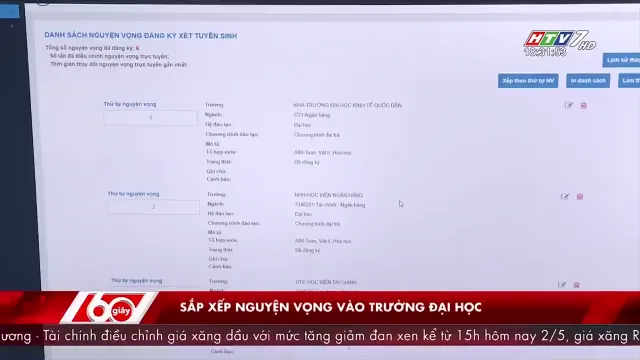 DANH SÁCH NGUYỆN VỌNG ĐĂNG KÝ XÉT TUYỂN SINH
Tổng số nguyện vọng đã đăng ký: 6
Số lần đã điều chỉnh nguyện vọng trực tuyến:
Thời gian thay đổi nguyện vọng trực tuyến gần nhất:
HTV7 HD
18:31:53
Lịch sử
Xếp theo thứ tự NV
In danh sách
Lưu
Thứ tự nguyện vọng
1
Trường: KHA-TRƯỜNG ĐẠI HỌC KINH TẾ QUỐC DÂN
Ngành: CT1-Ngân hàng
Hệ đào tạo: Đại học
Chương trình đào tạo: Chương trình đại trà
Mô tả:
Tổ hợp môn: A00-Toán, Vật lí, Hóa học
Trạng thái: Đã đăng ký
Ghi chú:
Cảnh báo:
Thứ tự nguyện vọng
2
Trường: NHH-HỌC VIỆN NGÂN HÀNG
Ngành: 7340201-Tài chính - Ngân hàng
Hệ đào tạo: Đại học
Chương trình đào tạo: Chương trình đại trà
Mô tả:
Tổ hợp môn: A00-Toán, Vật lí, Hóa học
Trạng thái: Đã đăng ký
Ghi chú:
Cảnh báo:
Thứ tự nguyện vọng
Trường: HTC-HỌC VIỆN TÀI CHÍNH
60 giây
SẮP XẾP NGUYỆN VỌNG VÀO TRƯỜNG ĐẠI HỌC
ương - Tài chính điều chỉnh giá xăng dầu với mức tăng giảm đan xen kể từ 15h hôm nay 2/5, giá xăng R
Cảnh báo: